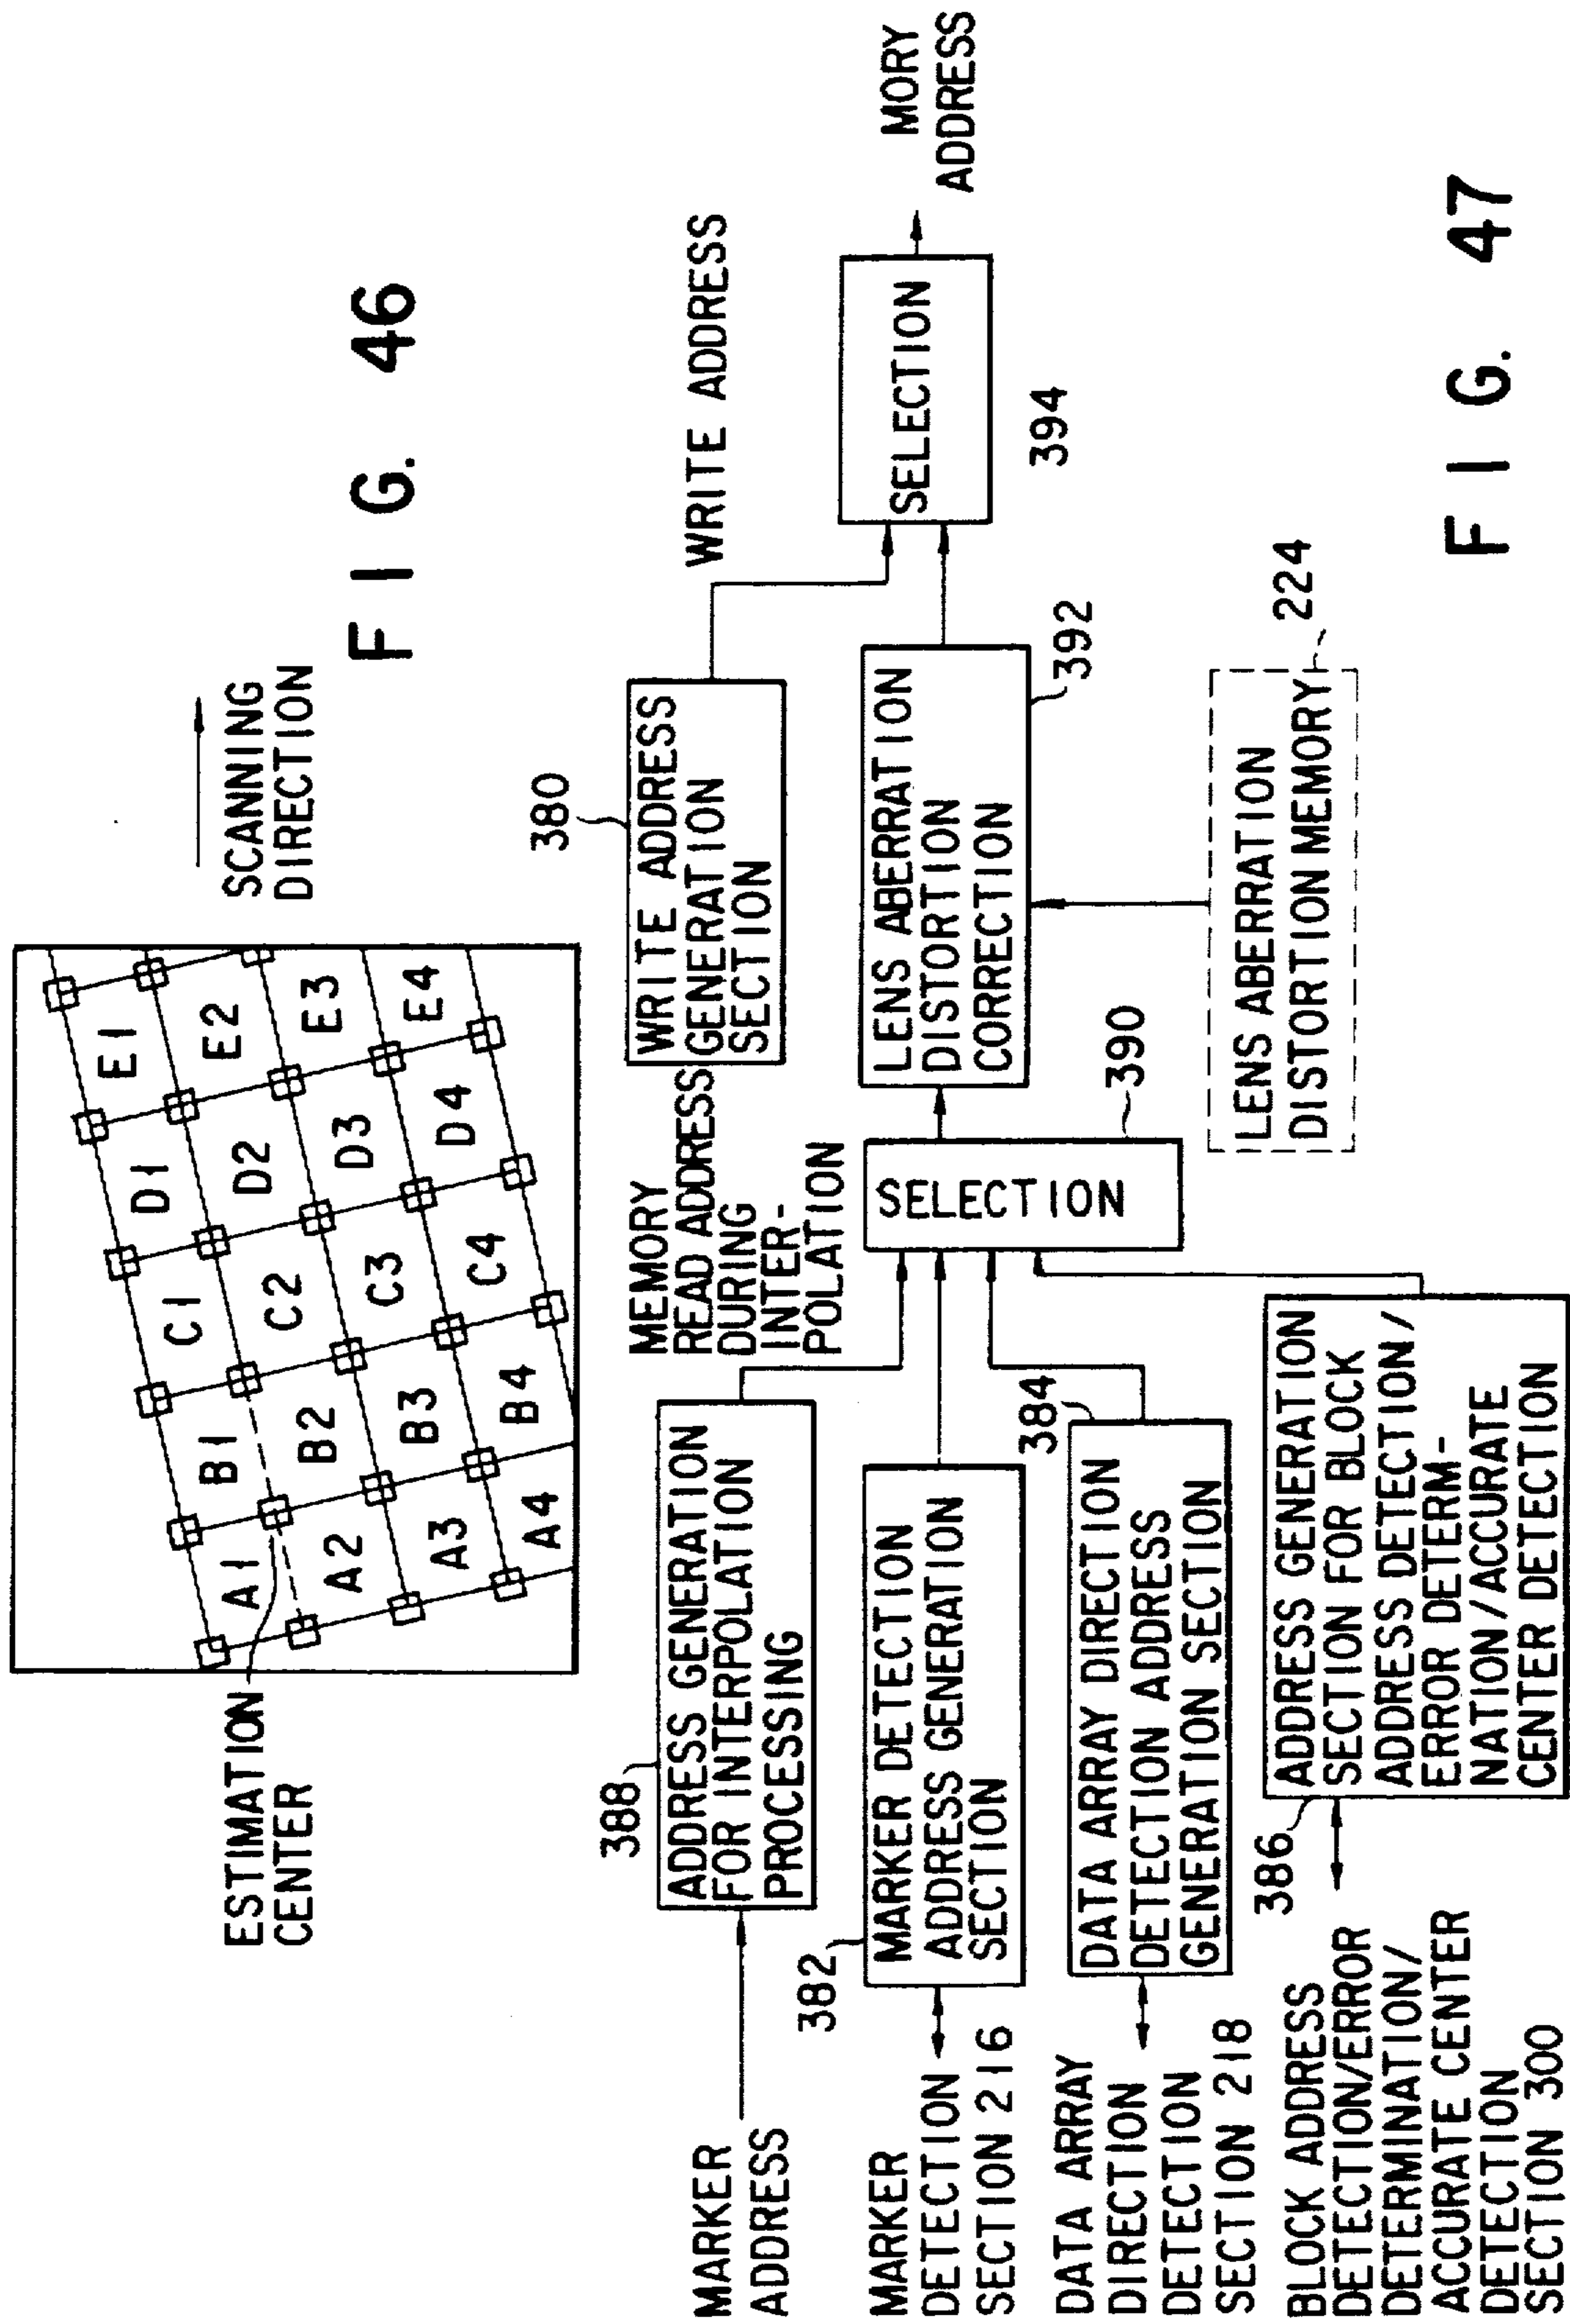 SCANNING
DIRECTION
ESTIMATION
CENTER
A1
B1
C1
D1
E1
A2
B2
C2
D2
E2
A3
B3
C3
D3
E3
A4
B4
C4
D4
E4
FIG. 46
MARKER
ADDRESS
388
ADDRESS GENERATION
FOR INTERPOLATION
PROCESSING
MEMORY
READ ADDRESS
DURING
INTER-
POLATION
380
WRITE ADDRESS
GENERATION
SECTION
WRITE ADDRESS
MARKER
DETECTION
SECTION 216
382
MARKER DETECTION
ADDRESS GENERATION
SECTION
SELECTION
390
LENS ABERRATION
DISTORTION
CORRECTION
392
SELECTION
394
MORY
ADDRESS
DATA ARRAY
DIRECTION
DETECTION
SECTION 218
384
DATA ARRAY DIRECTION
DETECTION ADDRESS
GENERATION SECTION
LENS ABERRATION
DISTORTION MEMORY
224
BLOCK ADDRESS
DETECTION/ERROR
DETERMINATION/
ACCURATE CENTER
DETECTION
SECTION 300
386
ADDRESS GENERATION
SECTION FOR BLOCK
ADDRESS DETECTION/
ERROR DETERM-
NATION/ACCURATE
CENTER DETECTION
FIG. 47